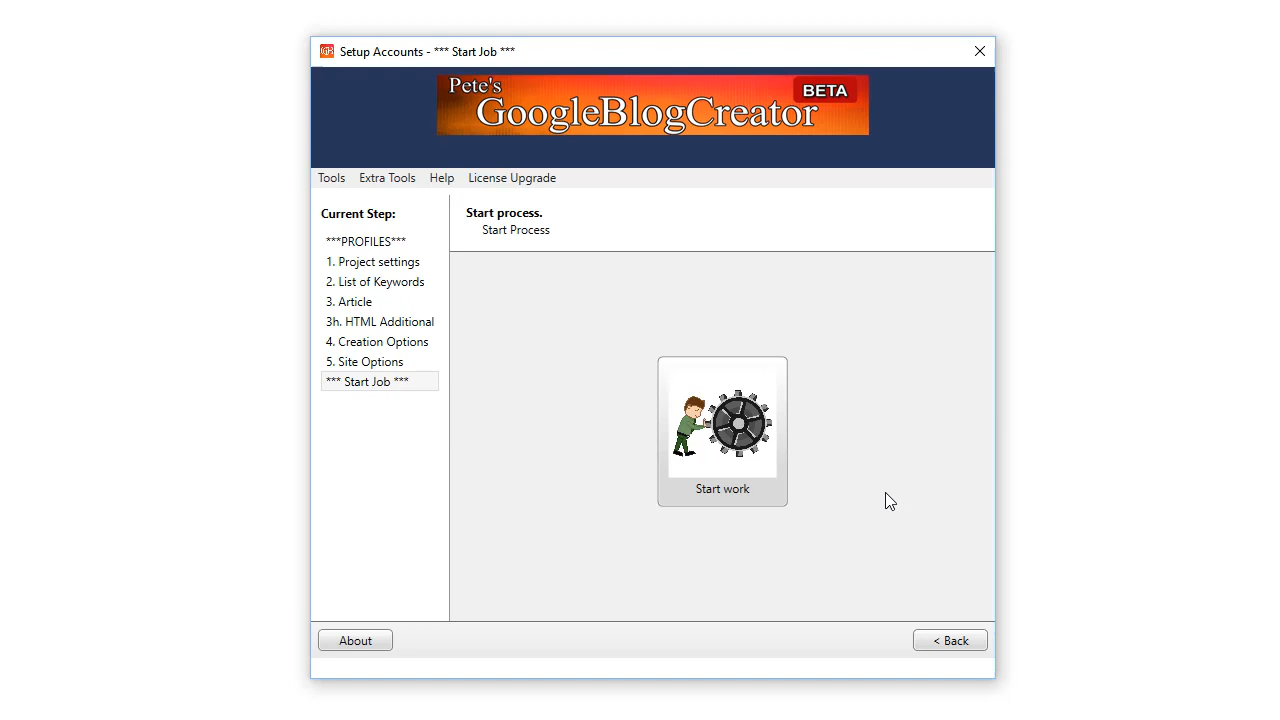 Setup Accounts - *** Start Job ***
Pete's
BETA
GoogleBlogCreator
Tools Extra Tools Help License Upgrade
Current Step:
***PROFILES***
1. Project settings
2. List of Keywords
3. Article
3h. HTML Additional
4. Creation Options
5. Site Options
*** Start Job ***
Start process.
Start Process
Start work
About
< Back